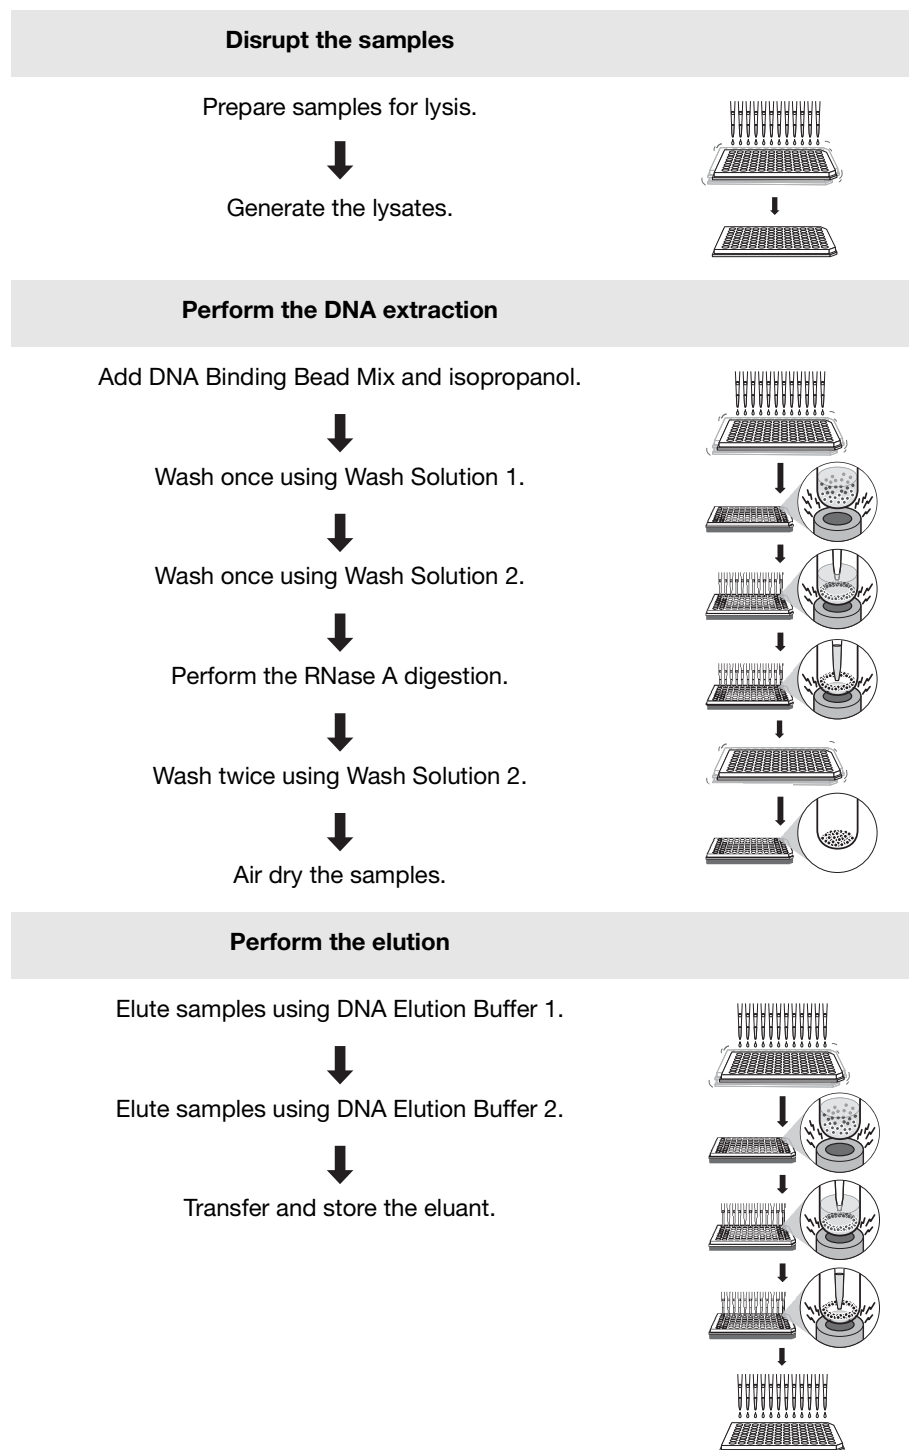 Disrupt the samples
Prepare samples for lysis.
Generate the lysates.
Perform the DNA extraction
Add DNA Binding Bead Mix and isopropanol.
Wash once using Wash Solution 1.
Wash once using Wash Solution 2.
Perform the RNase A digestion.
Wash twice using Wash Solution 2.
Air dry the samples.
Perform the elution
Elute samples using DNA Elution Buffer 1.
Elute samples using DNA Elution Buffer 2.
Transfer and store the eluant.